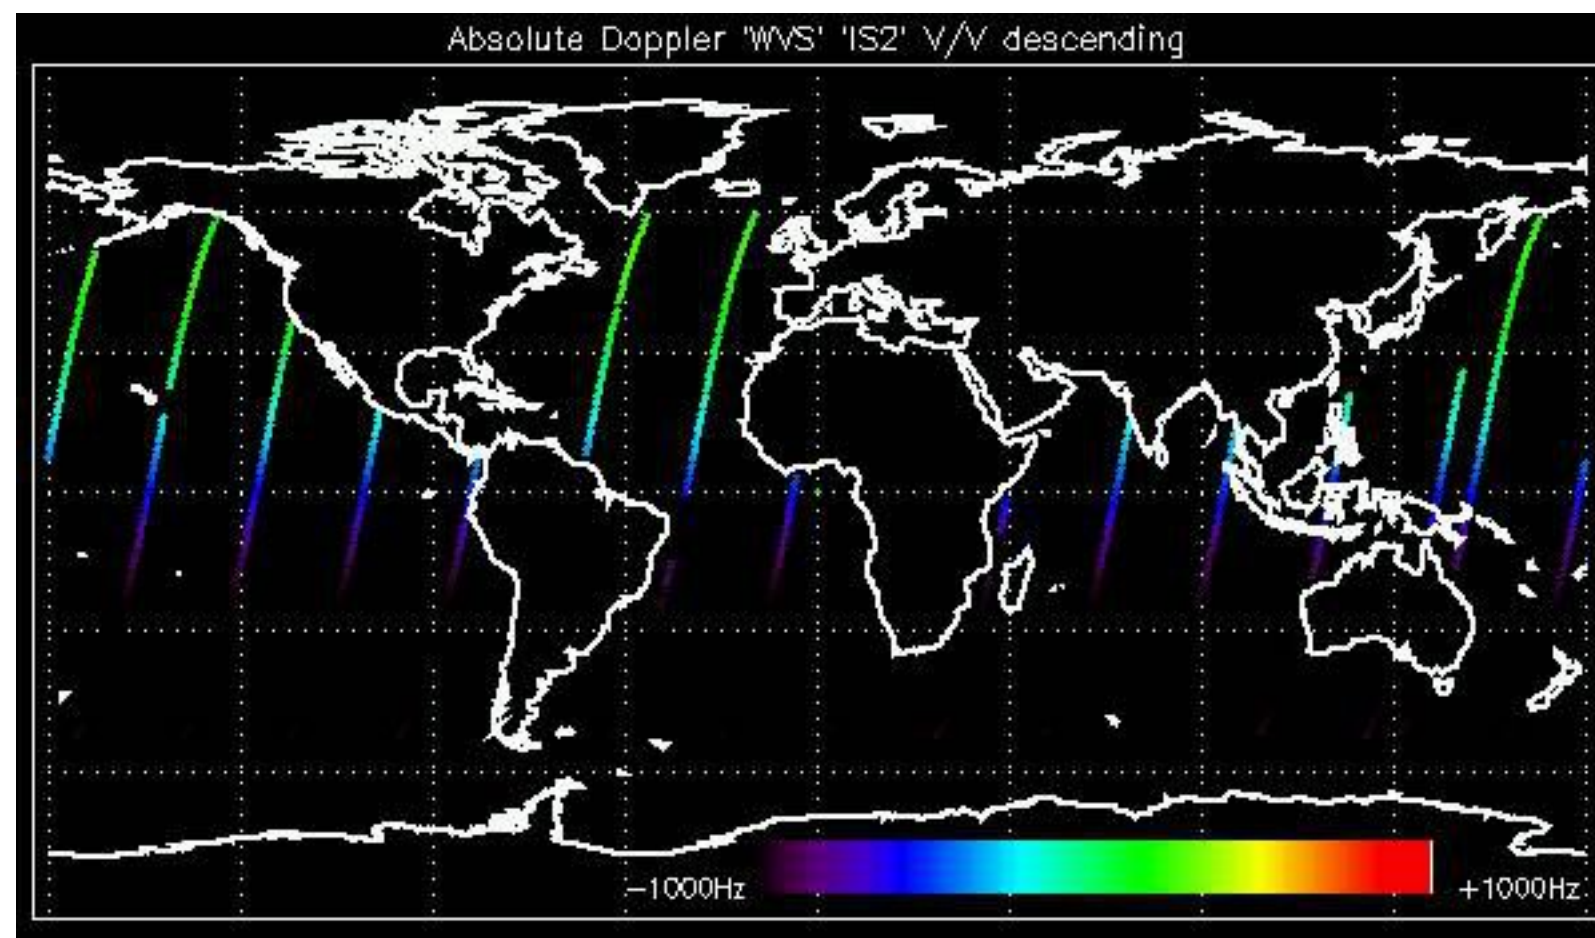 Absolute Doppler 'WVS' 'IS2' V/V descending
−1000Hz
+1000Hz